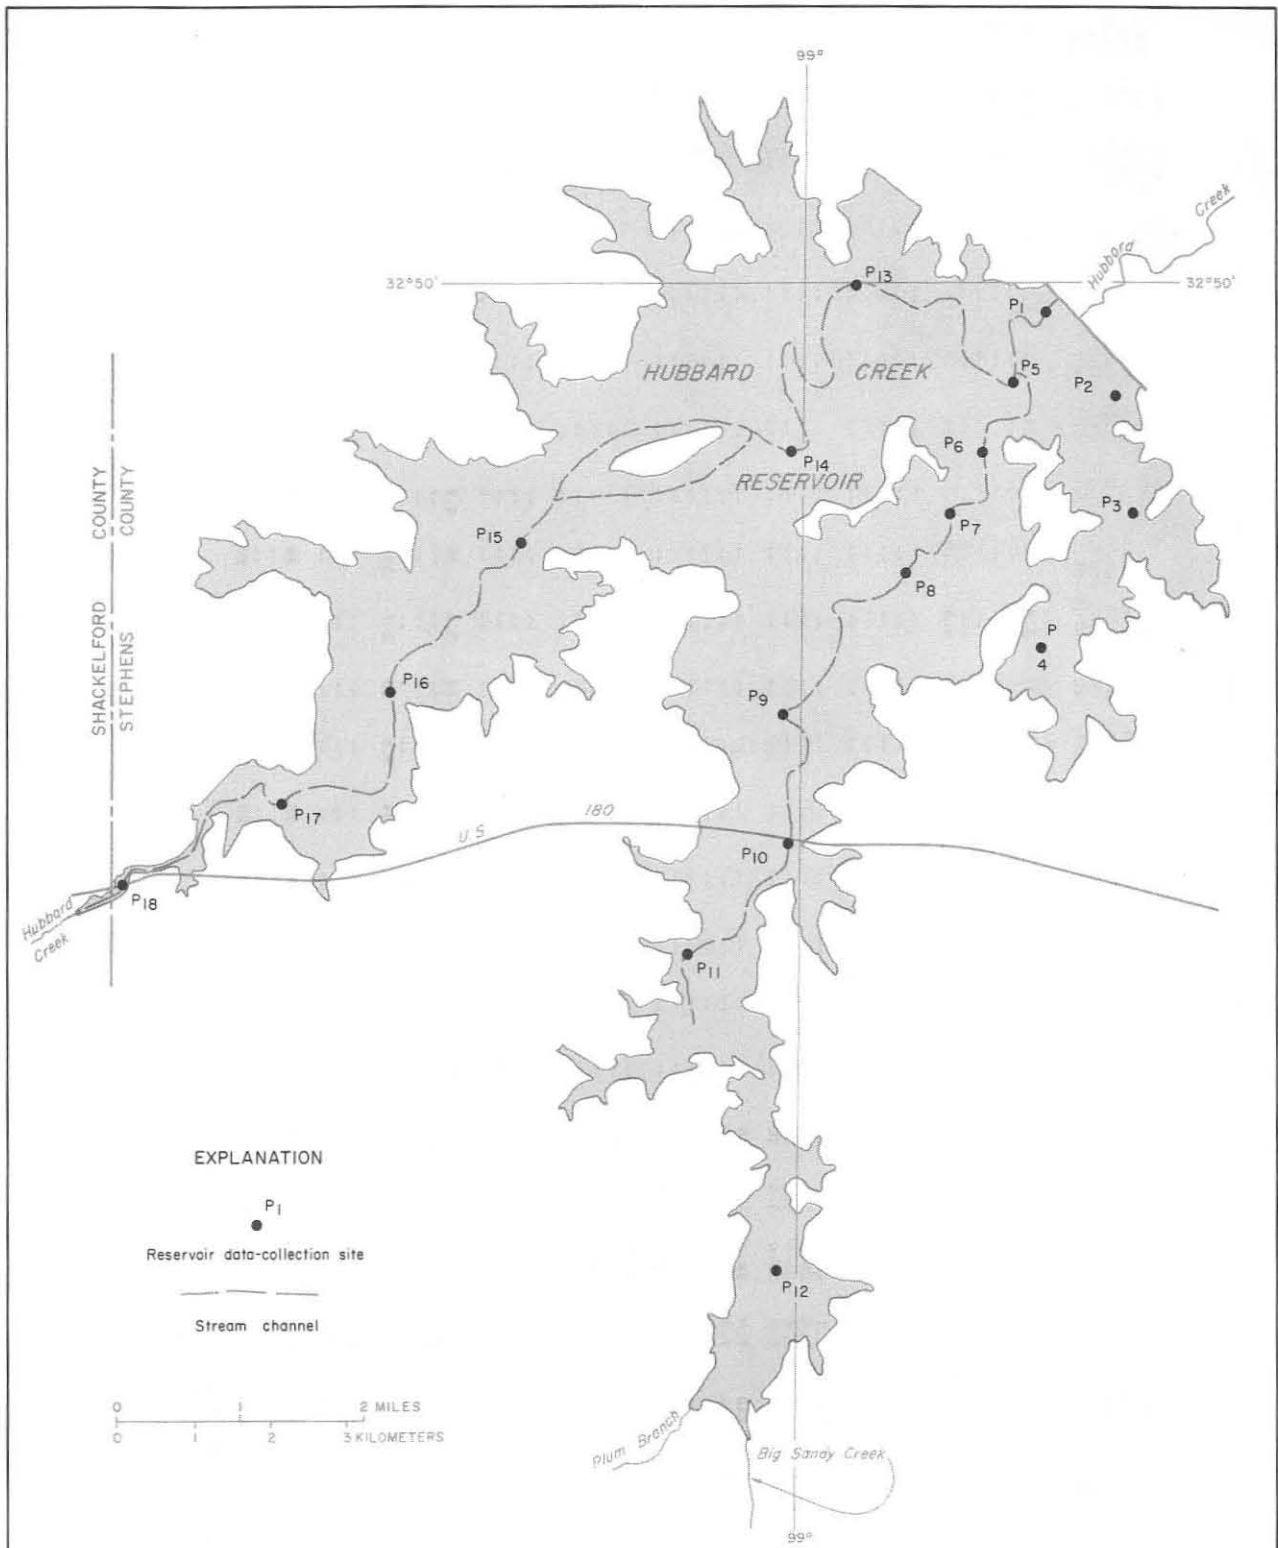 99°
Hubbard Creek
32°50'
32°50'
P13
P1
HUBBARD CREEK
P5
P2
P6
P14
RESERVOIR
P3
P7
P15
P8
SHACKELFORD COUNTY
STEPHENS COUNTY
P
4
P16
P9
P17
U.S. 180
P10
P18
Hubbard
Creek
P11
EXPLANATION
P1
Reservoir data-collection site
Stream channel
P12
0 1 2 MILES
0 1 2 3 KILOMETERS
Plum Branch
Big Sandy Creek
99°